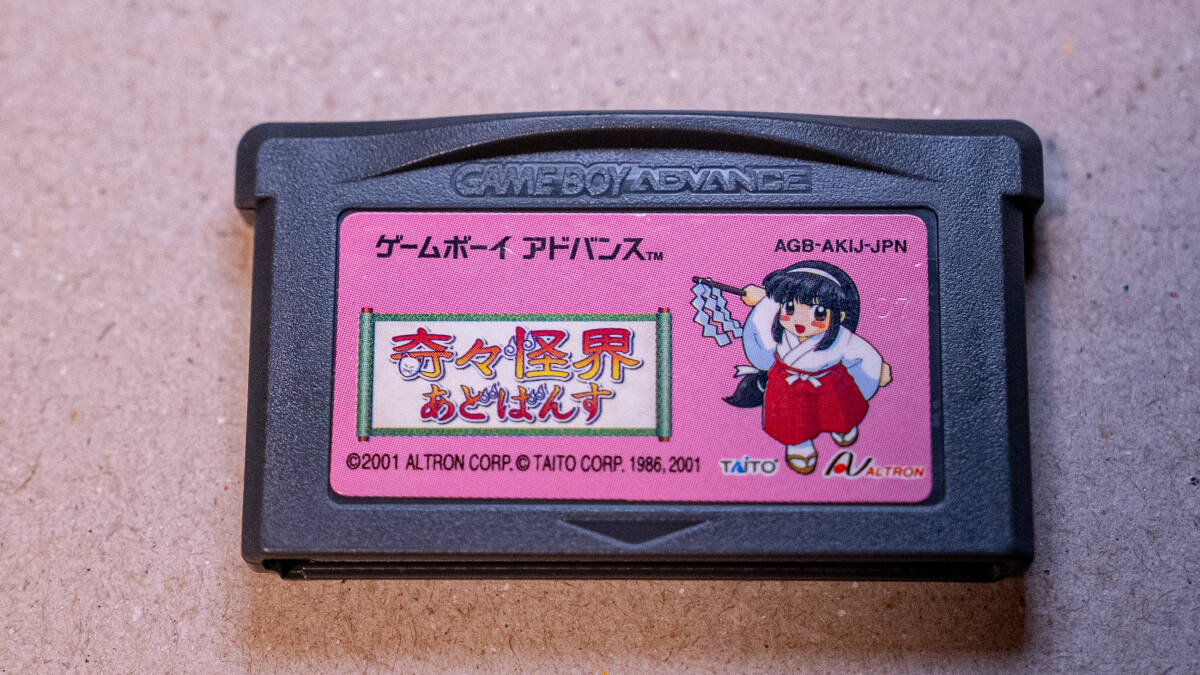 GAME BOY ADVANCE
ゲームボーイ アドバンス™
AGB-AKIJ-JPN
07
奇々怪界
あどばんす
©2001 ALTRON CORP. © TAITO CORP. 1986, 2001
TAITO
ALTRON